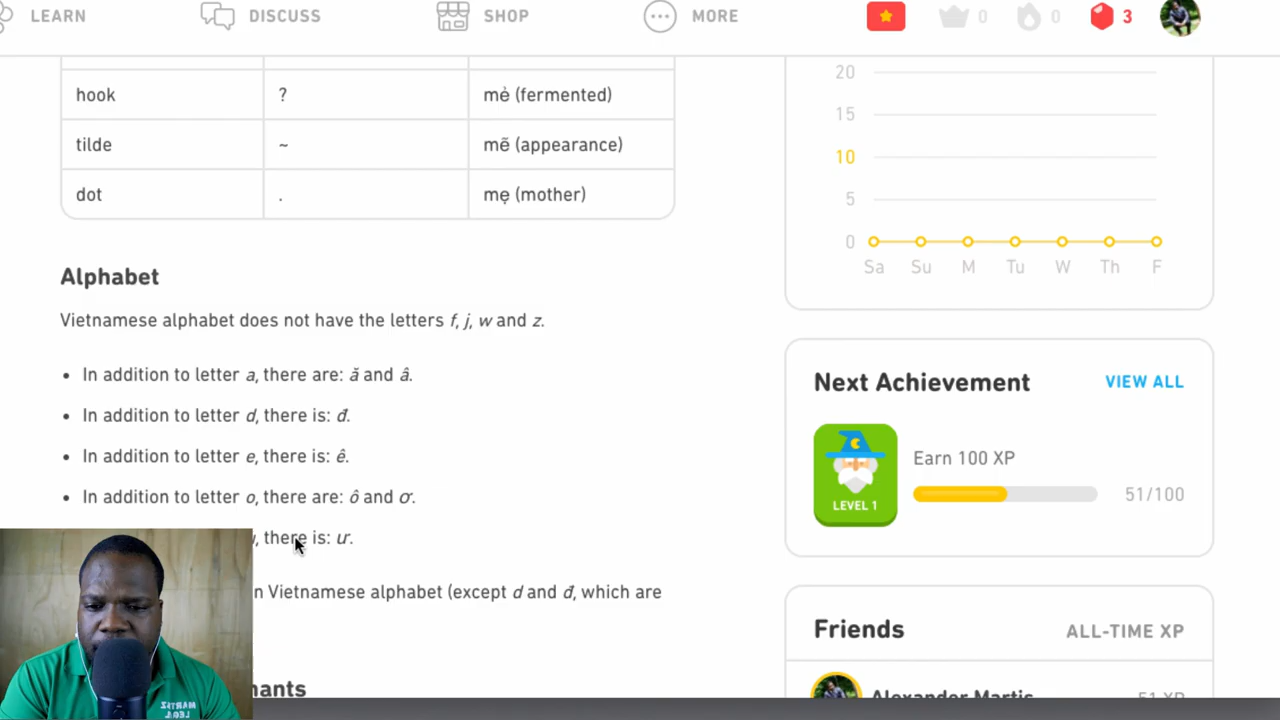 LEARN
DISCUSS
SHOP
MORE
0
0
3
hook ? mẻ (fermented)
tilde ~ mẽ (appearance)
dot . mẹ (mother)
Alphabet
Vietnamese alphabet does not have the letters f, j, w and z.
In addition to letter a, there are: ă and â.
In addition to letter d, there is: đ.
In addition to letter e, there is: ê.
In addition to letter o, there are: ô and ơ.
there is: ư.
Vietnamese alphabet (except d and đ, which are
20
15
10
5
0
Sa Su M Tu W Th F
Next Achievement
VIEW ALL
LEVEL 1
Earn 100 XP
51/100
Friends
ALL-TIME XP
Alexander Martis
51 XP